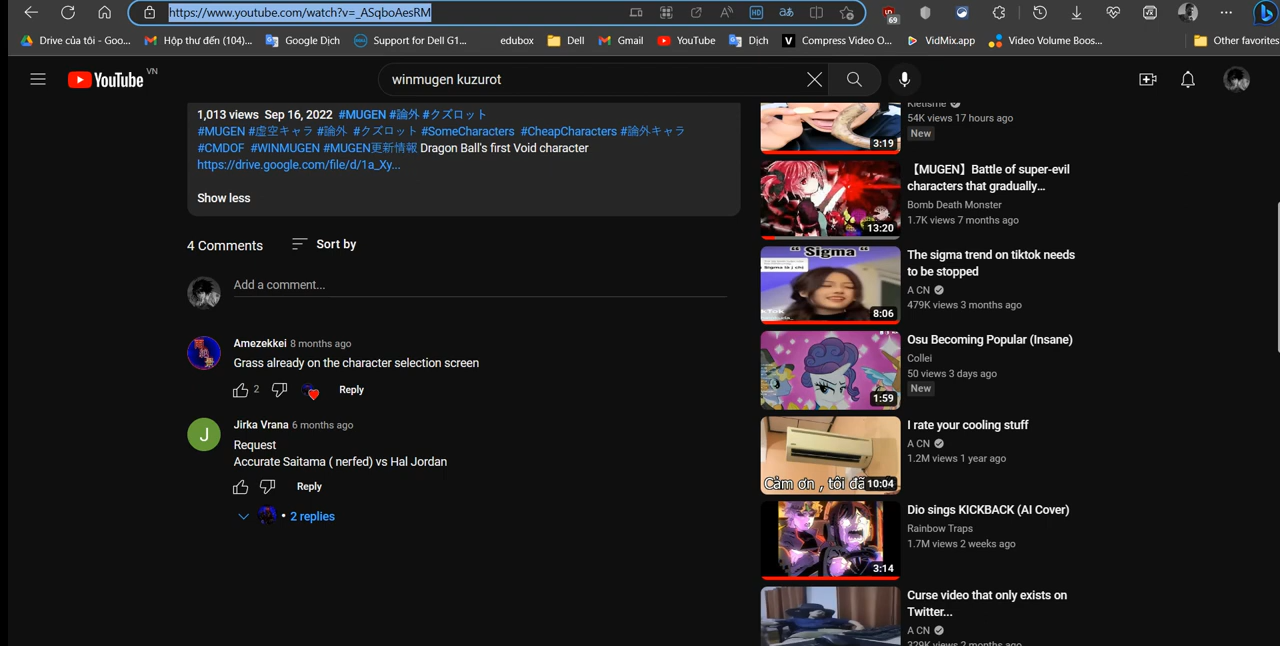 https://www.youtube.com/watch?v=_ASqboAesRM
HD
69
Drive của tôi - Goo...
Hộp thư đến (104)...
Google Dịch
Support for Dell G1...
edubox
Dell
Gmail
YouTube
Dịch
Compress Video O...
VidMix.app
Video Volume Boos...
Other favorites
YouTube VN
winmugen kuzurot
1,013 views Sep 16, 2022 #MUGEN #論外 #クズロット
#MUGEN #虚空キャラ #論外 #クズロット #SomeCharacters #CheapCharacters #論外キャラ
#CMDOF #WINMUGEN #MUGEN更新情報 Dragon Ball's first Void character
https://drive.google.com/file/d/1a_Xy...
Show less
4 Comments
Sort by
Add a comment...
Amezekkei 8 months ago
Grass already on the character selection screen
2
Reply
J
Jirka Vrana 6 months ago
Request
Accurate Saitama ( nerfed) vs Hal Jordan
Reply
• 2 replies
3:19
Kletisme
54K views 17 hours ago
New
13:20
【MUGEN】Battle of super-evil
characters that gradually...
Bomb Death Monster
1.7K views 7 months ago
“ Sigma “
8:06
The sigma trend on tiktok needs
to be stopped
A CN
479K views 3 months ago
1:59
Osu Becoming Popular (Insane)
Collei
50 views 3 days ago
New
Cảm ơn , tôi đã
10:04
I rate your cooling stuff
A CN
1.2M views 1 year ago
3:14
Dio sings KICKBACK (AI Cover)
Rainbow Traps
1.7M views 2 weeks ago
Curse video that only exists on
Twitter...
A CN
329K views 2 months ago